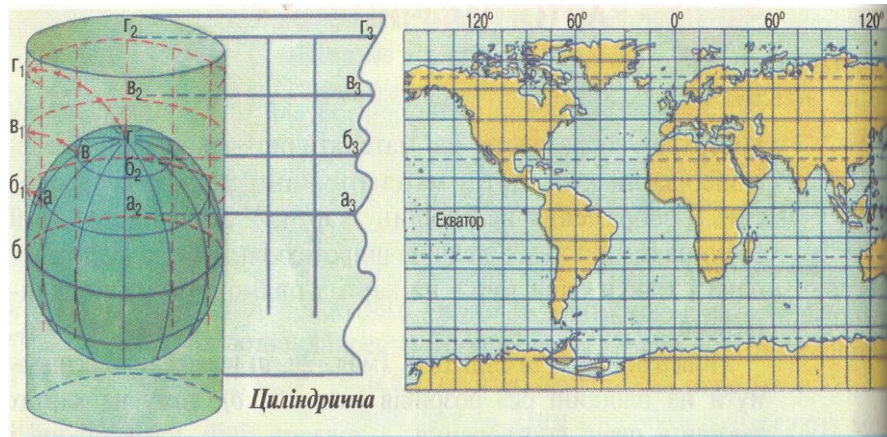 г₂
г₃
г₁
в₂
в₃
в₁
г
в
б₃
б₂
б₁
а
а₂
а₃
б
Циліндрична
120°
60°
0°
60°
120°
Екватор